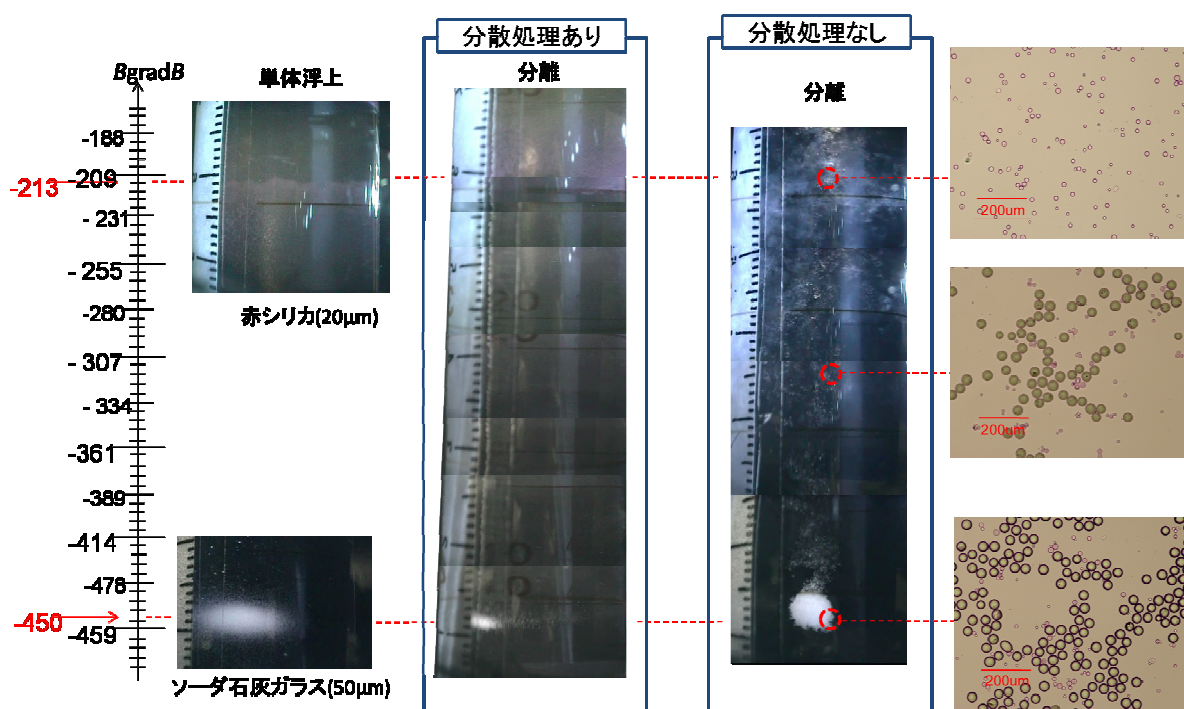 分散処理あり
分散処理なし
BgradB
単体浮上
分離
分離
-188
-209
-213
-231
- 255
-280
- 307
- 334
-361
-389
-414
-478
-450
-459
赤シリカ(20μm)
ソーダ石灰ガラス(50μm)
200um
200um
200um